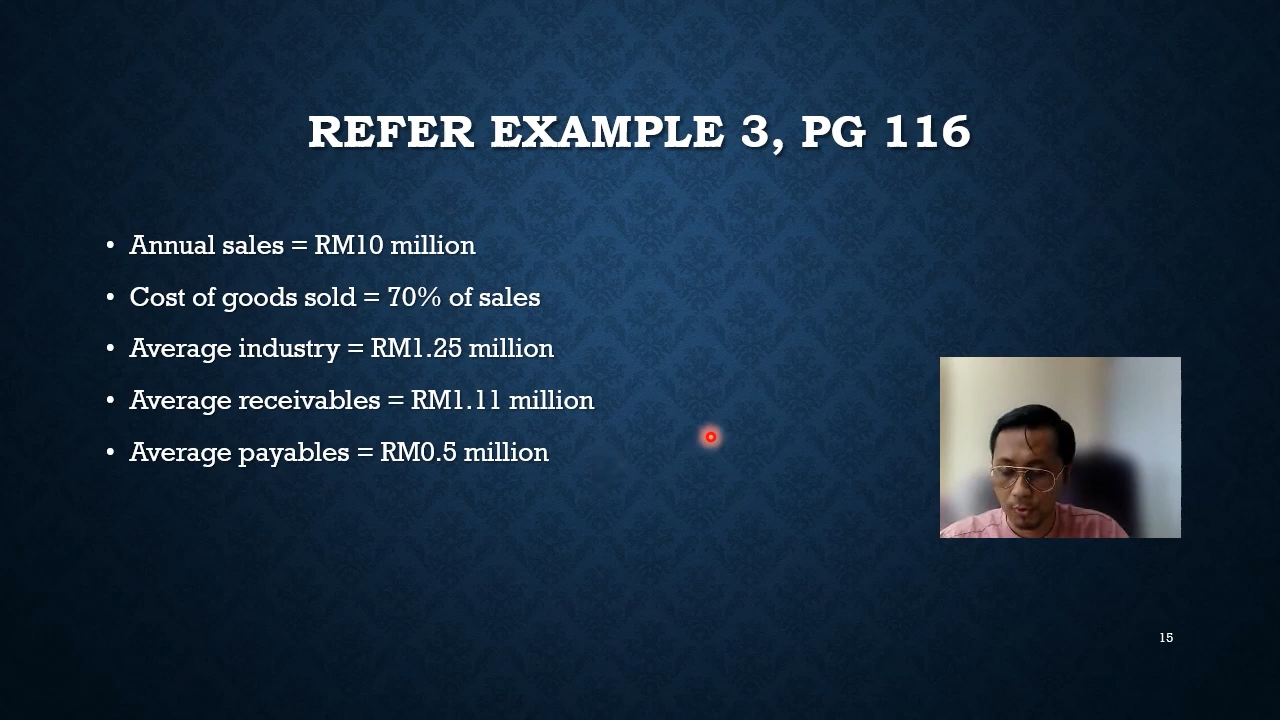 REFER EXAMPLE 3, PG 116
• Annual sales = RM10 million
• Cost of goods sold = 70% of sales
• Average industry = RM1.25 million
• Average receivables = RM1.11 million
• Average payables = RM0.5 million
15